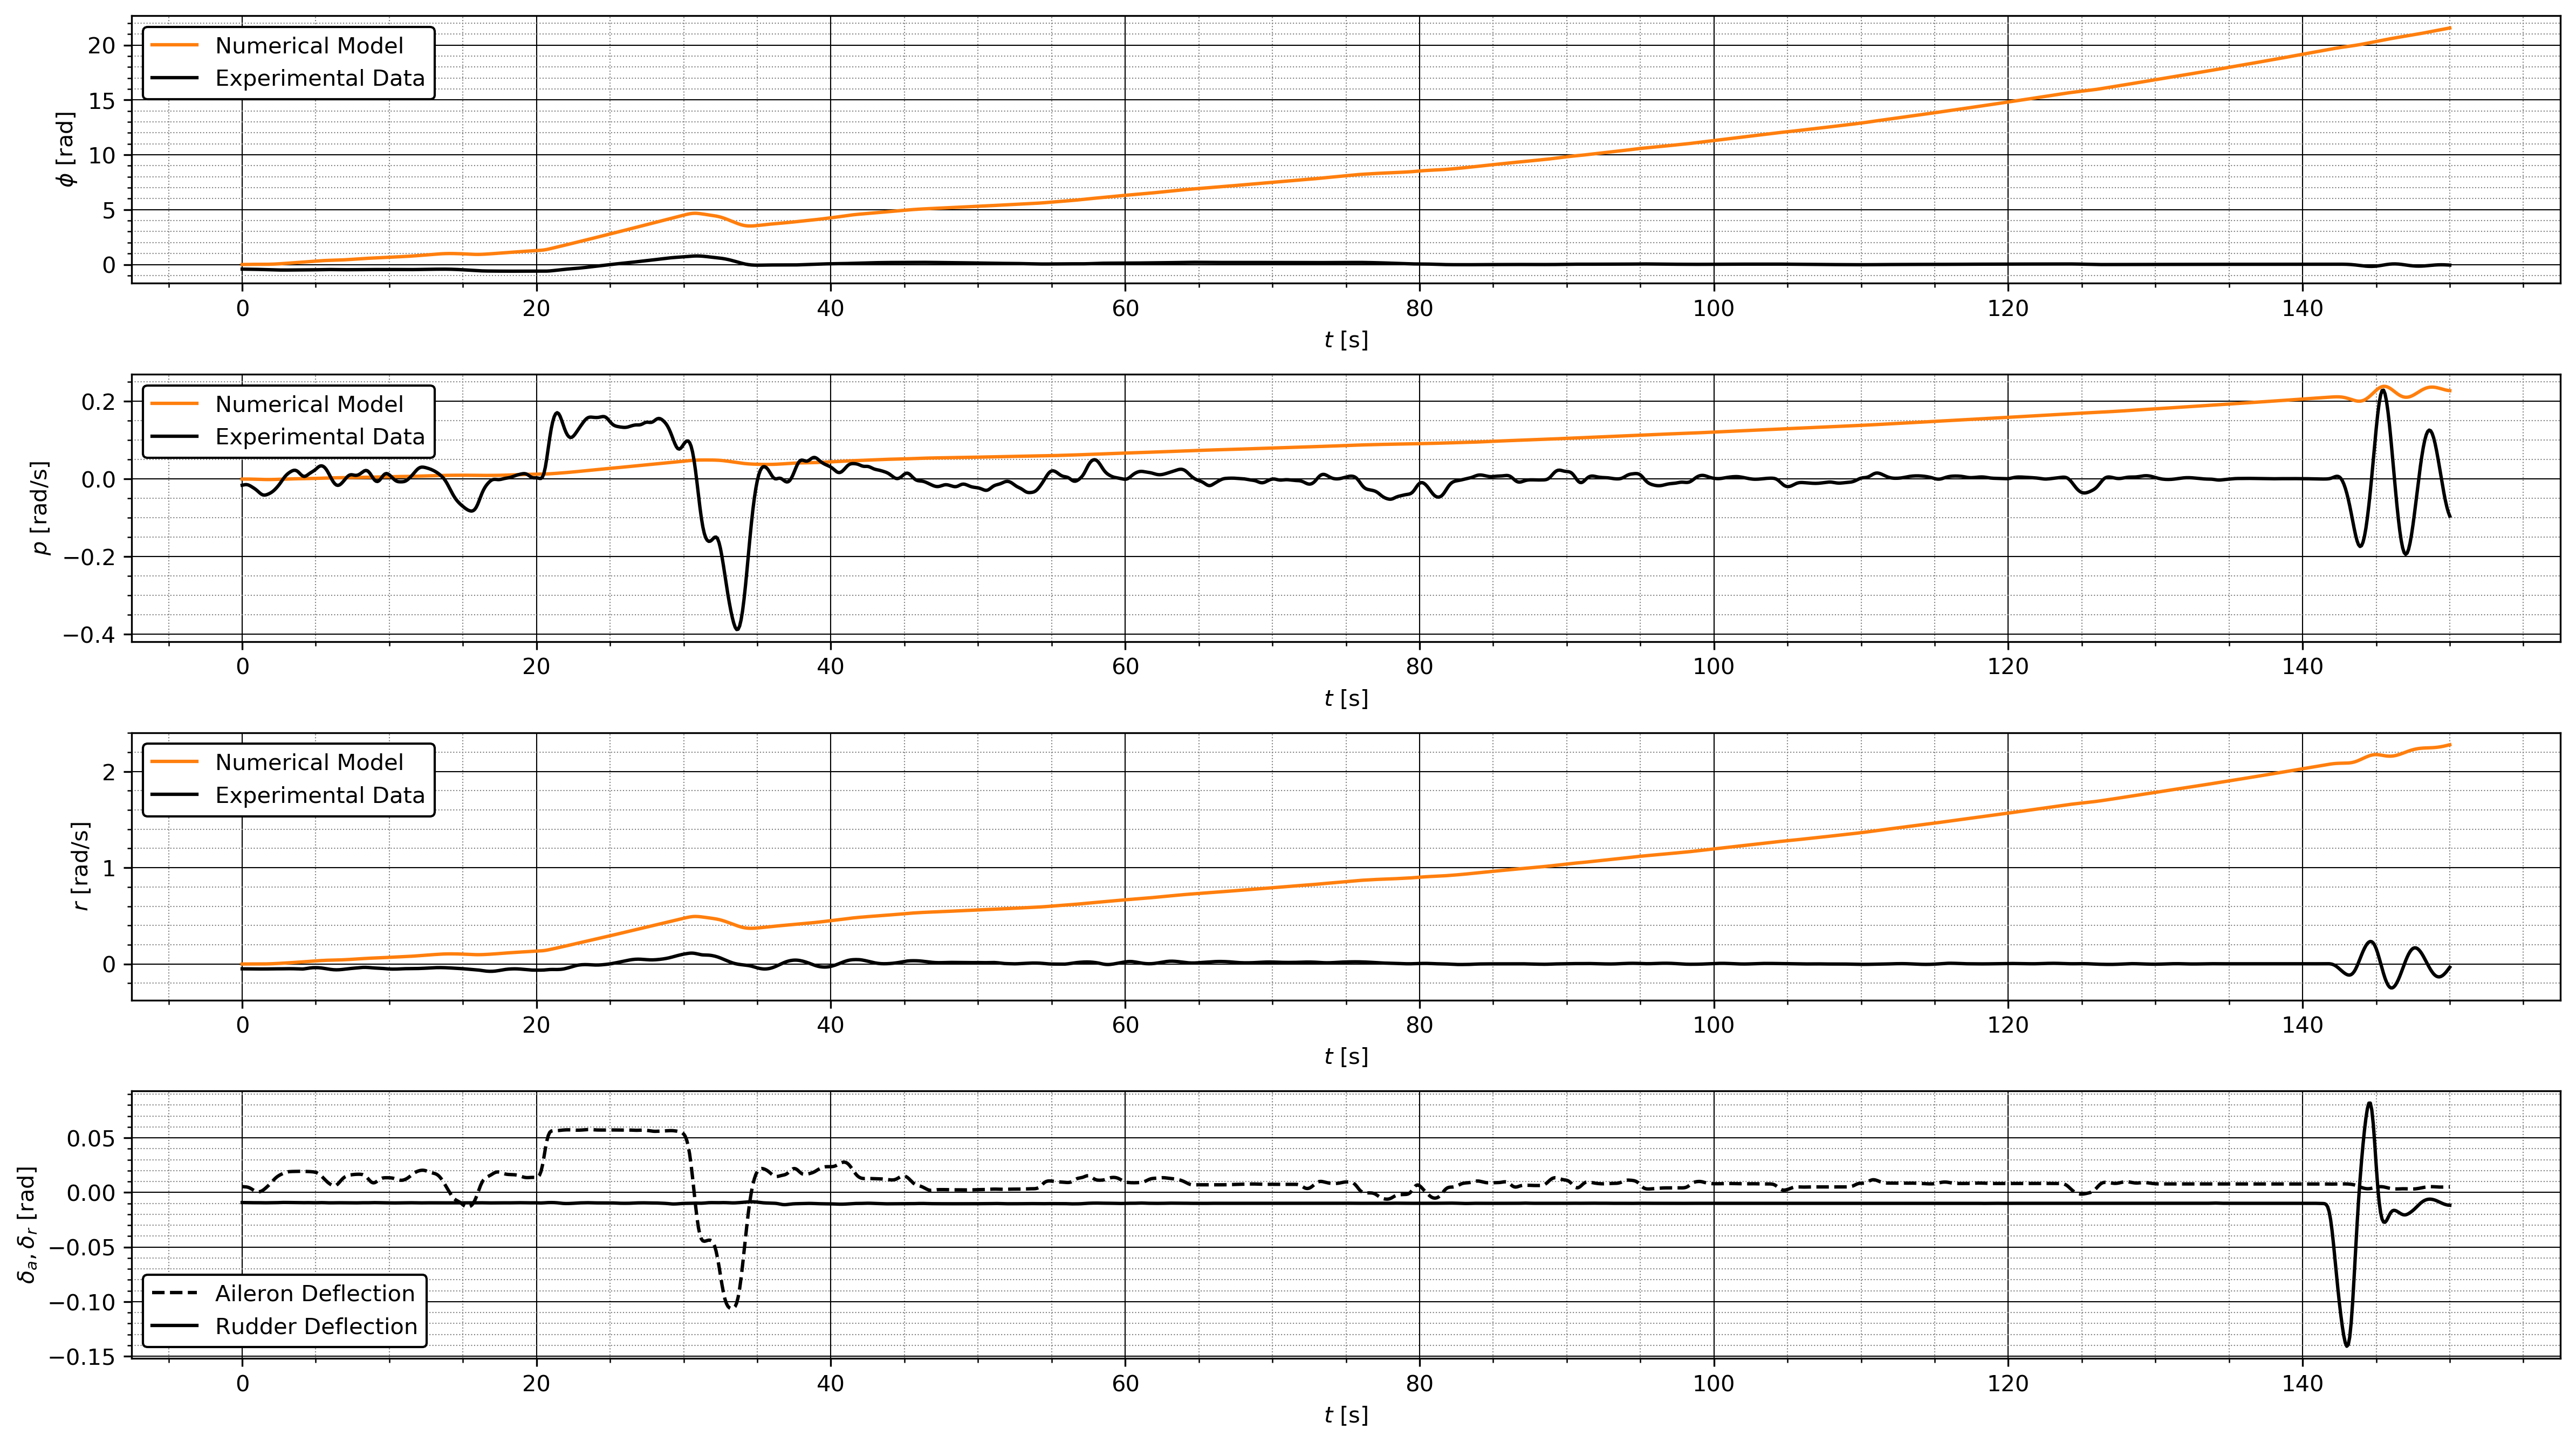 20
15
10
5
0
ϕ [rad]
Numerical Model
Experimental Data
0 20 40 60 80 100 120 140
t [s]
0.2
0.0
−0.2
−0.4
p [rad/s]
Numerical Model
Experimental Data
0 20 40 60 80 100 120 140
t [s]
2
1
0
r [rad/s]
Numerical Model
Experimental Data
0 20 40 60 80 100 120 140
t [s]
0.05
0.00
−0.05
−0.10
−0.15
δa, δr [rad]
Aileron Deflection
Rudder Deflection
0 20 40 60 80 100 120 140
t [s]